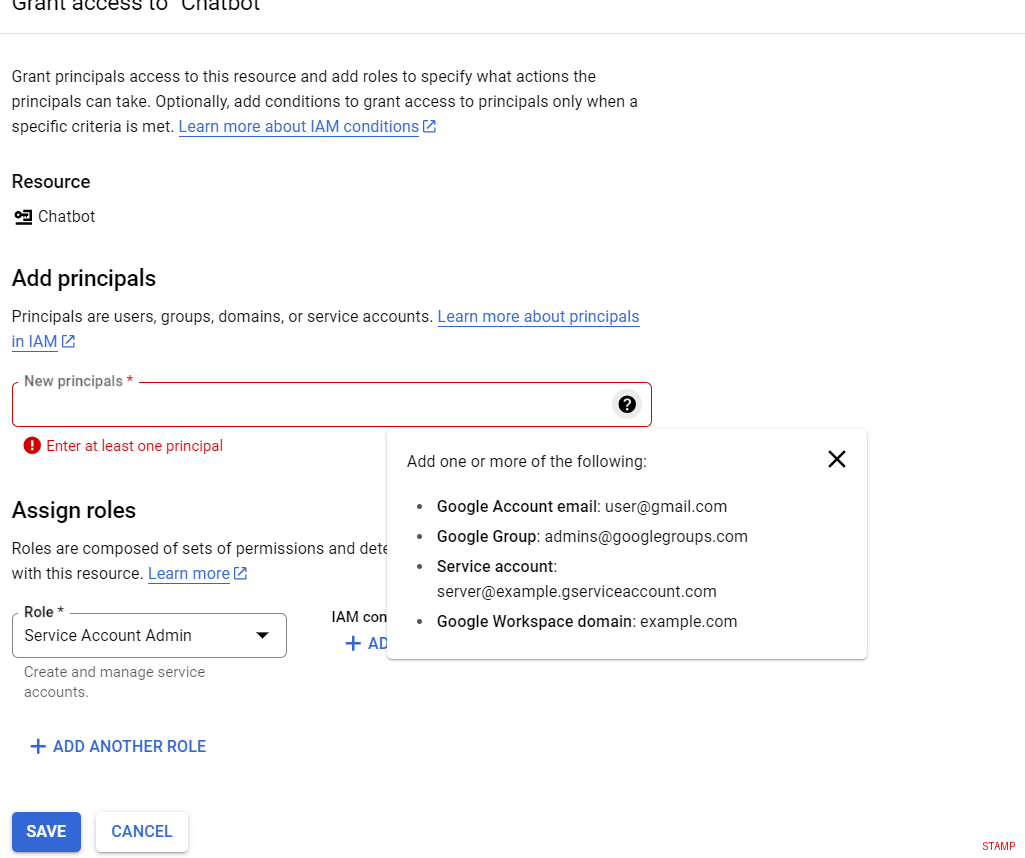 Grant access to "Chatbot"
Grant principals access to this resource and add roles to specify what actions the
principals can take. Optionally, add conditions to grant access to principals only when a
specific criteria is met. Learn more about IAM conditions
Resource
Chatbot
Add principals
Principals are users, groups, domains, or service accounts. Learn more about principals
in IAM
New principals *
Enter at least one principal
Add one or more of the following:
• Google Account email: user@gmail.com
• Google Group: admins@googlegroups.com
• Service account:
server@example.gserviceaccount.com
• Google Workspace domain: example.com
Assign roles
Roles are composed of sets of permissions and dete
with this resource. Learn more
Role *
Service Account Admin
IAM con
+ AD
Create and manage service
accounts.
+ ADD ANOTHER ROLE
SAVE CANCEL
STAMP